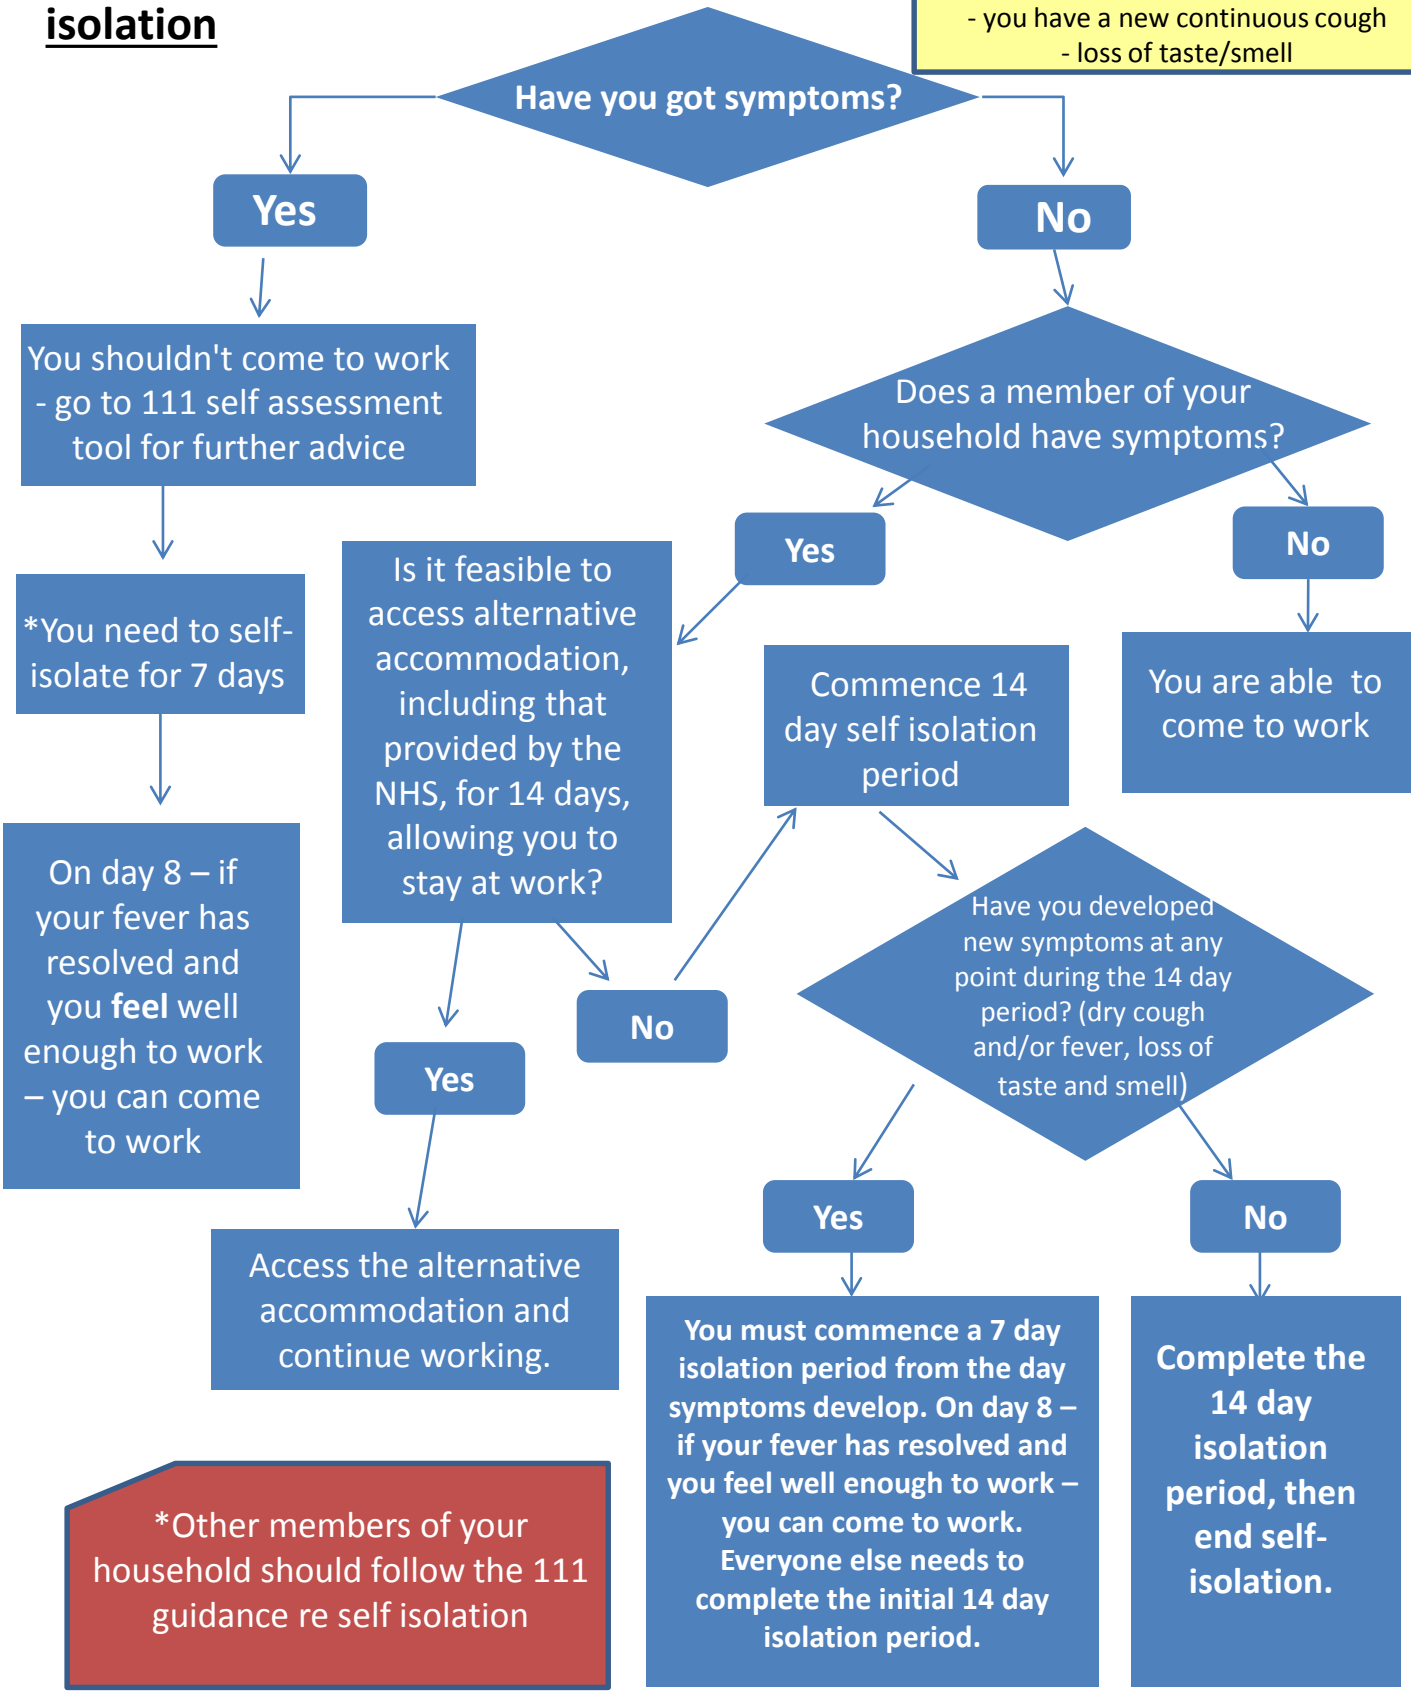 isolation
- you have a new continuous cough
- loss of taste/smell
Have you got symptoms?
Yes
No
You shouldn't come to work
- go to 111 self assessment
tool for further advice
Does a member of your
household have symptoms?
Yes
No
*You need to self-
isolate for 7 days
Is it feasible to
access alternative
accommodation,
including that
provided by the
NHS, for 14 days,
allowing you to
stay at work?
Commence 14
day self isolation
period
You are able  to
come to work
On day 8 – if
your fever has
resolved and
you feel well
enough to work
– you can come
to work
Have you developed
new symptoms at any
point during the 14 day
period? (dry cough
and/or fever, loss of
taste and smell)
No
Yes
Yes
No
Access the alternative
accommodation and
continue working.
You must commence a 7 day
isolation period from the day
symptoms develop. On day 8 –
if your fever has resolved and
you feel well enough to work –
you can come to work.
Everyone else needs to
complete the initial 14 day
isolation period.
Complete the
14 day
isolation
period, then
end self-
isolation.
*Other members of your
household should follow the 111
guidance re self isolation